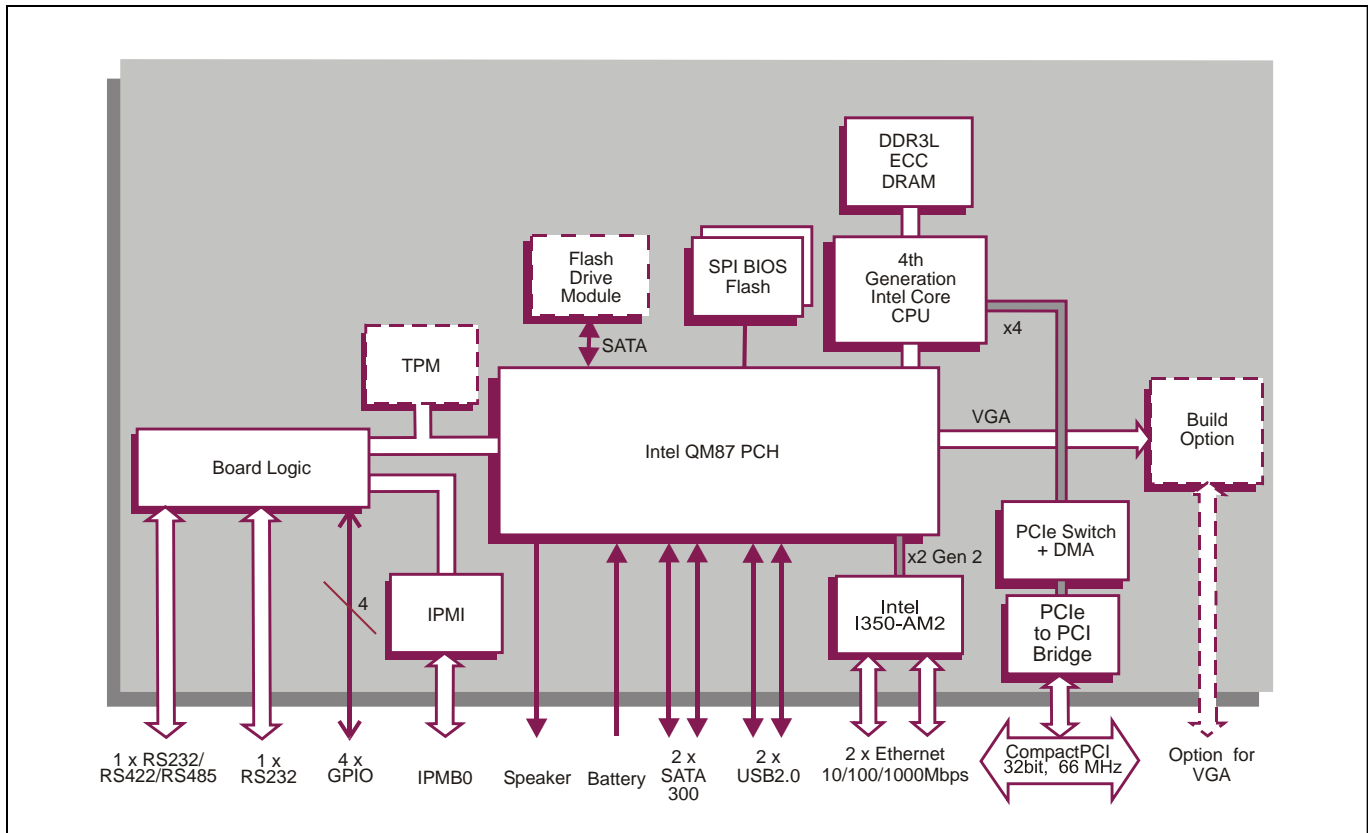 DDR3L
ECC
DRAM
Flash
Drive
Module
SPI BIOS
Flash
4th
Generation
Intel Core
CPU
x4
SATA
TPM
VGA
Build
Option
Board Logic
Intel QM87 PCH
PCIe Switch
+ DMA
x2 Gen 2
4
IPMI
Intel
I350-AM2
PCIe
to PCI
Bridge
1 x RS232/
RS422/RS485
1 x
RS232
4 x
GPIO
IPMB0
Speaker
Battery
2 x
SATA
300
2 x
USB2.0
2 x Ethernet
10/100/1000Mbps
CompactPCI
32bit, 66 MHz
Option for
VGA